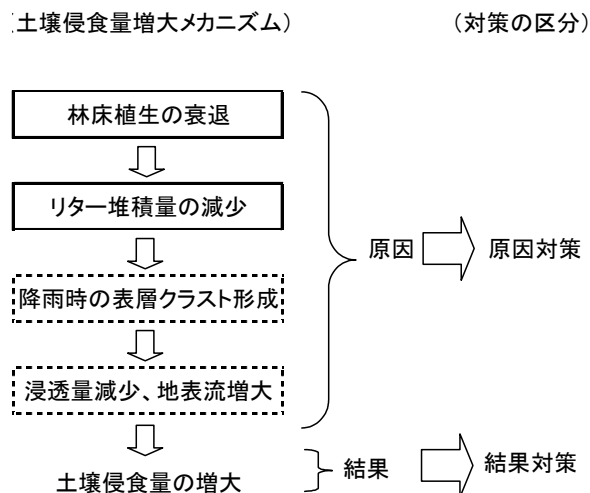 （土壌侵食量増大メカニズム）　（対策の区分）
林床植生の衰退
リター堆積量の減少
原因　原因対策
降雨時の表層クラスト形成
浸透量減少、地表流増大
土壌侵食量の増大　結果　結果対策